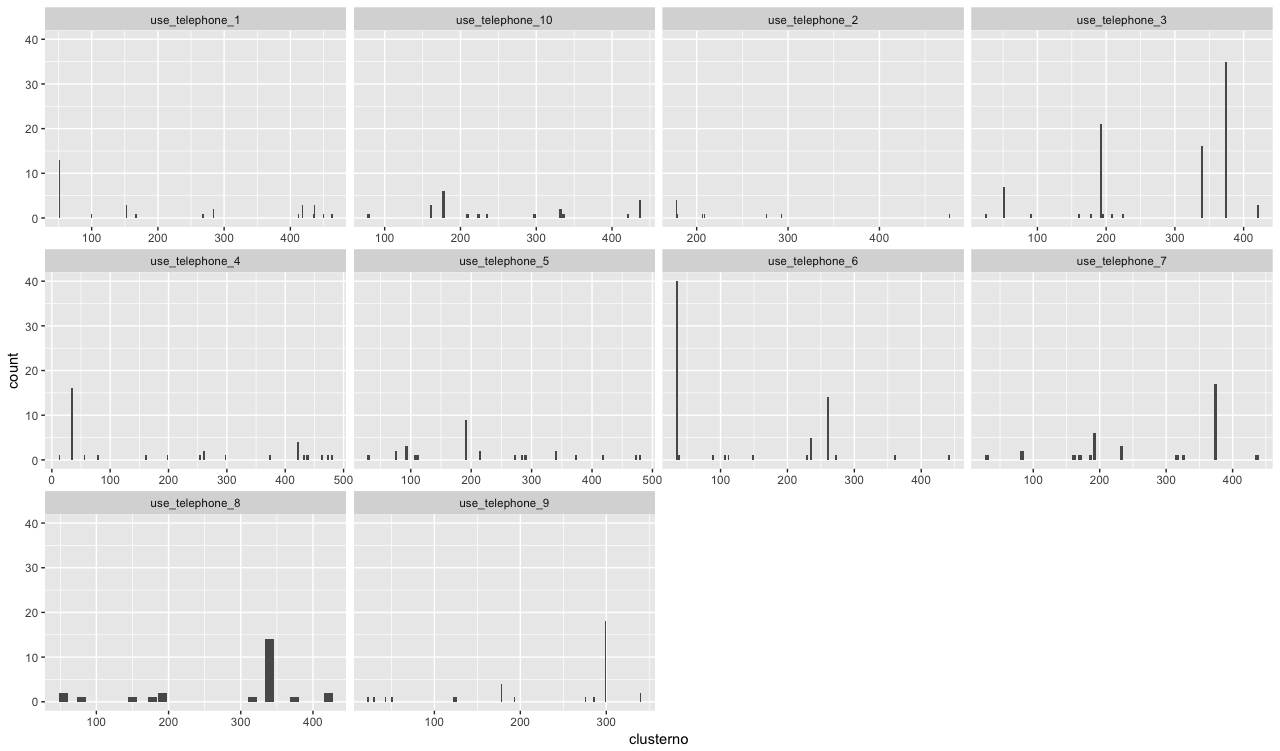 use_telephone_1 use_telephone_10 use_telephone_2 use_telephone_3
40
30
20
10
0
100 200 300 400 100 200 300 400 200 300 400 100 200 300 400
use_telephone_4 use_telephone_5 use_telephone_6 use_telephone_7
40
30
20
10
0
0 100 200 300 400 500 100 200 300 400 500 100 200 300 400 100 200 300 400
use_telephone_8 use_telephone_9
40
30
20
10
0
100 200 300 400 100 200 300
count
clusterno